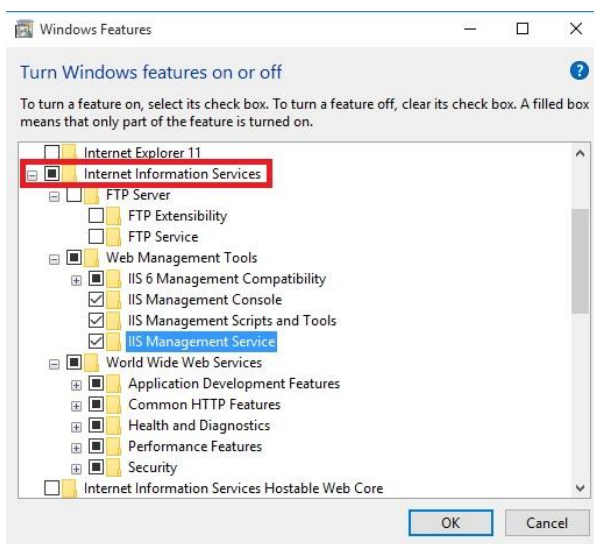 Windows Features
Turn Windows features on or off
To turn a feature on, select its check box. To turn a feature off, clear its check box. A filled box
means that only part of the feature is turned on.
Internet Explorer 11
Internet Information Services
FTP Server
FTP Extensibility
FTP Service
Web Management Tools
IIS 6 Management Compatibility
IIS Management Console
IIS Management Scripts and Tools
IIS Management Service
World Wide Web Services
Application Development Features
Common HTTP Features
Health and Diagnostics
Performance Features
Security
Internet Information Services Hostable Web Core
OK Cancel